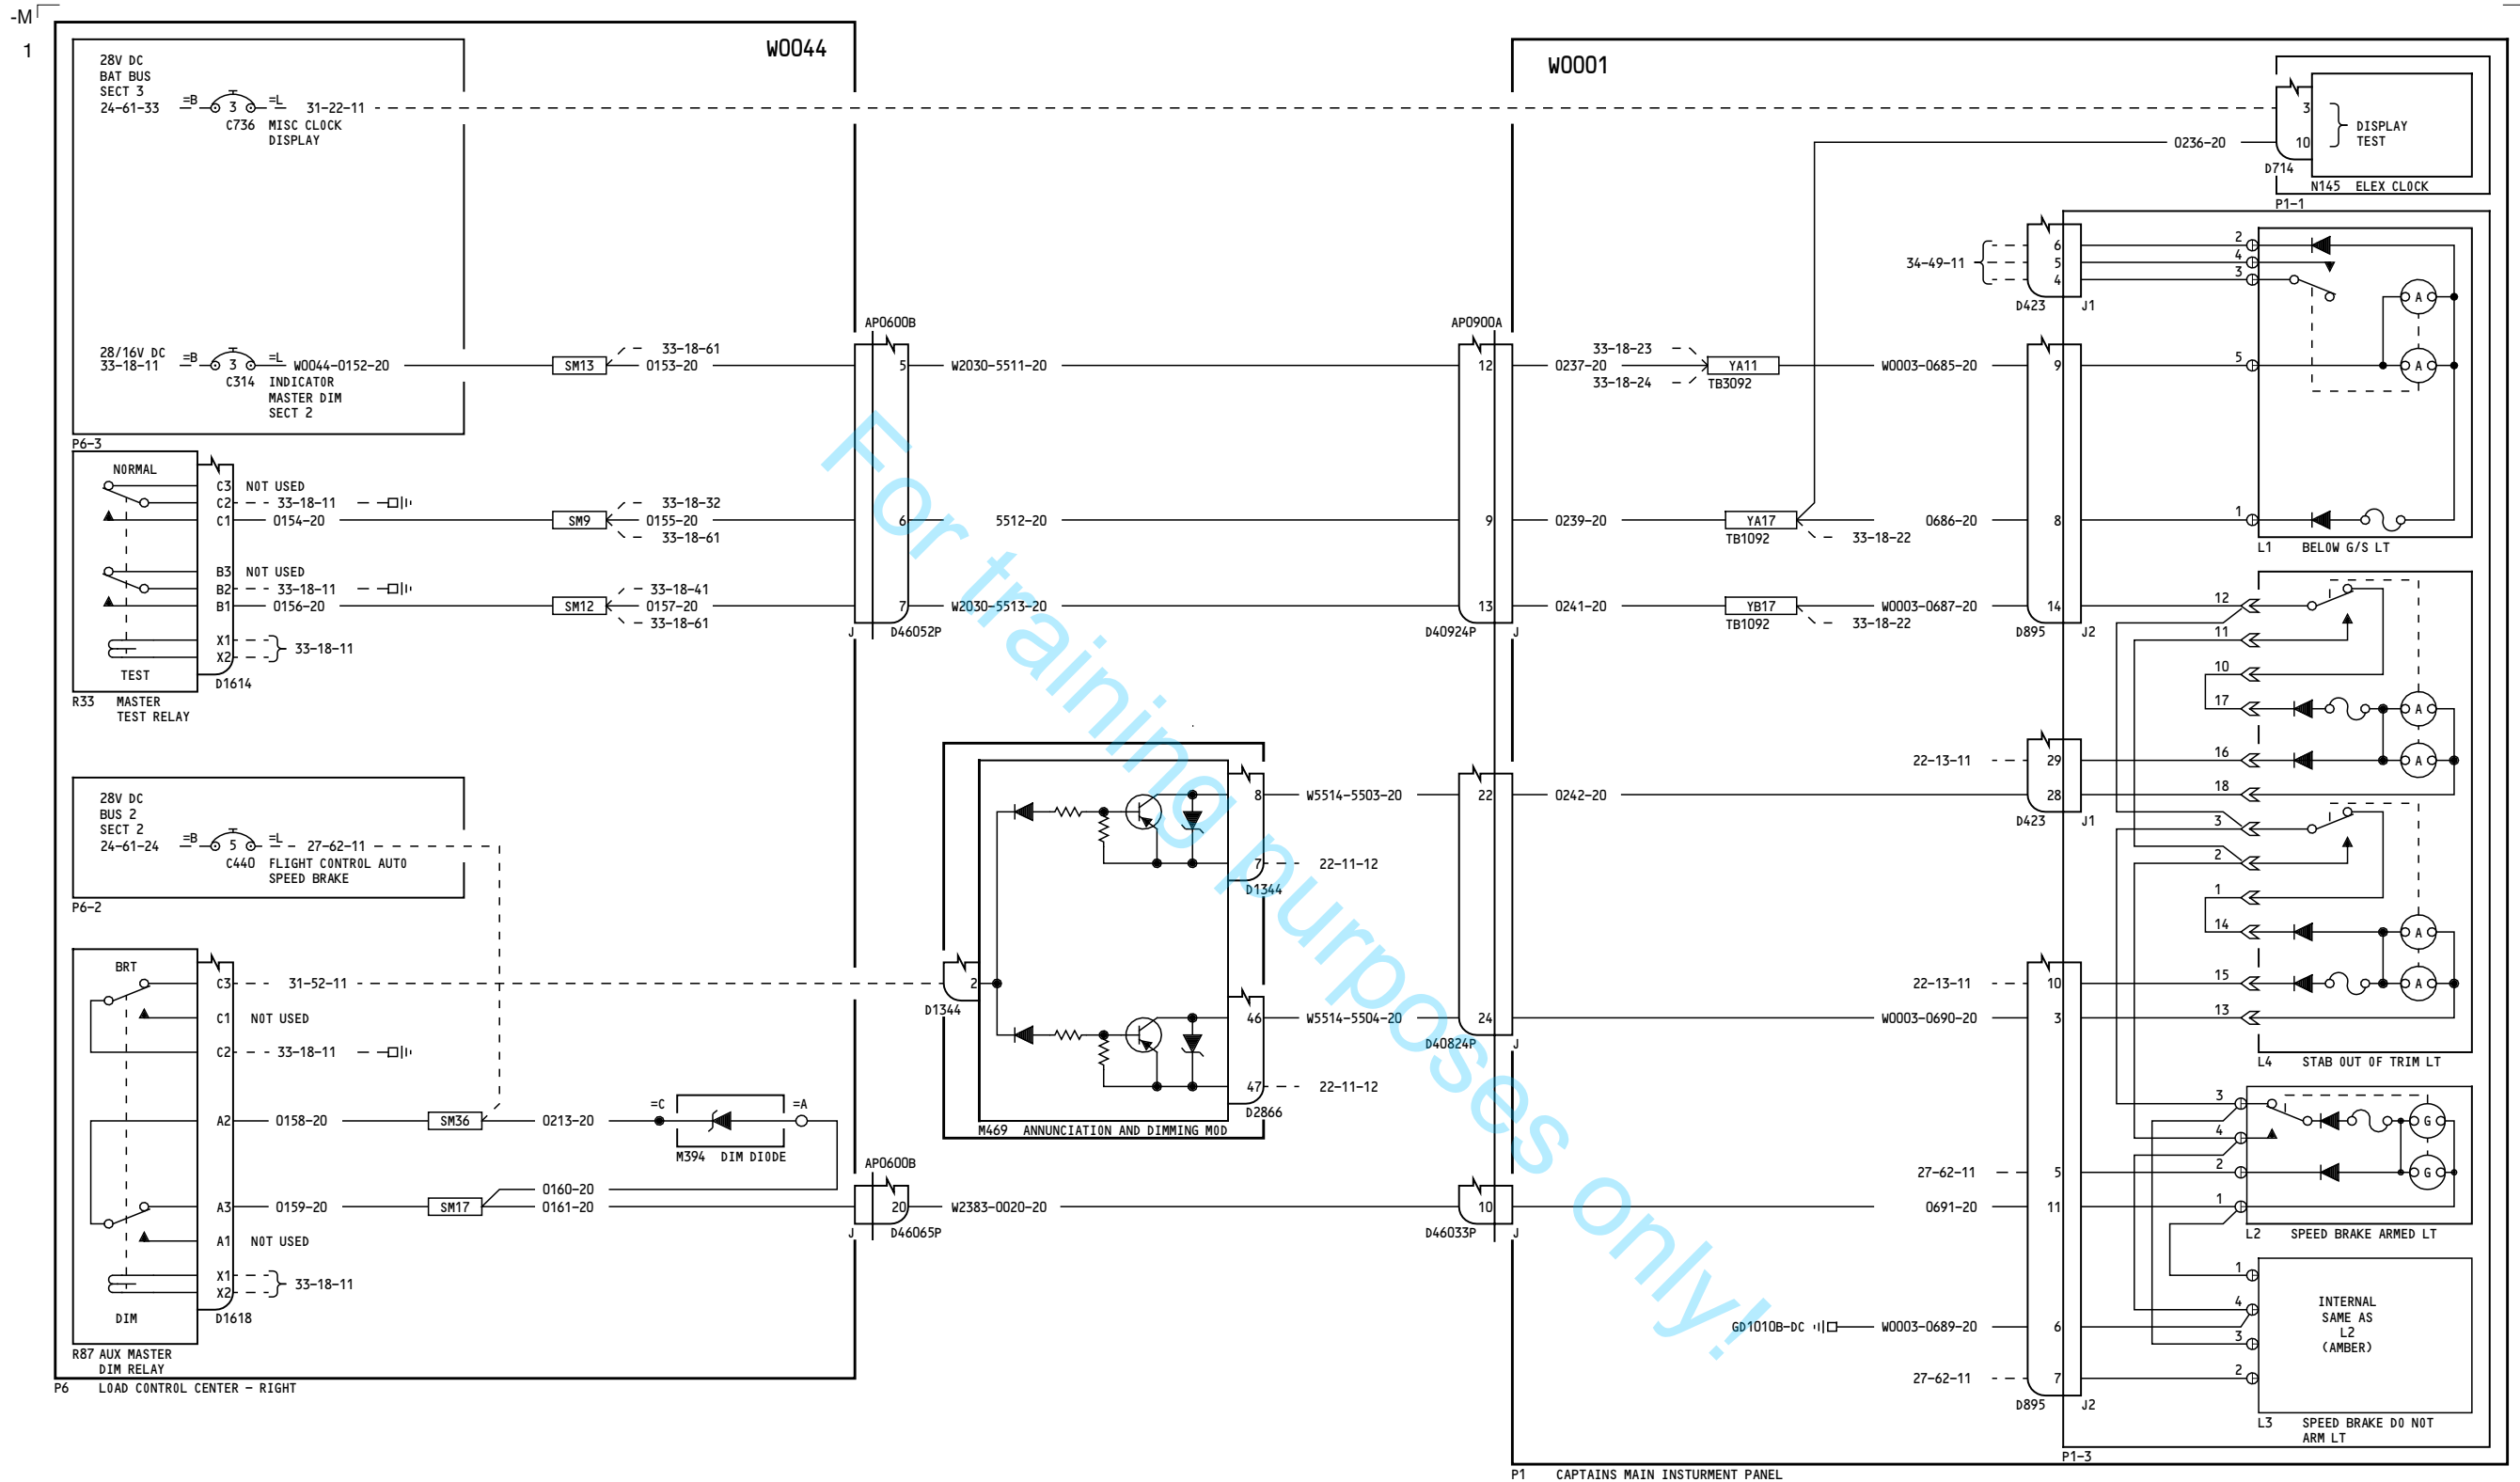 -M
1
W0044
28V DC
BAT BUS
SECT 3
24-61-33 =B 3 =L 31-22-11
C736 MISC CLOCK
DISPLAY
28/16V DC
33-18-11 =B 3 =L W0044-0152-20
C314 INDICATOR
MASTER DIM
SECT 2
P6-3
SM13
33-18-61
0153-20
NORMAL
C3 NOT USED
C2 33-18-11
C1 0154-20
SM9
33-18-32
0155-20
33-18-61
B3 NOT USED
B2 33-18-11
B1 0156-20
SM12
33-18-41
0157-20
33-18-61
X1
X2
33-18-11
TEST
D1614
R33 MASTER
TEST RELAY
28V DC
BUS 2
SECT 2
24-61-24 =B 5 =L 27-62-11
C440 FLIGHT CONTROL AUTO
SPEED BRAKE
P6-2
BRT
C3 31-52-11
C1 NOT USED
C2 33-18-11
A2 0158-20
SM36
0213-20
=C
=A
M394 DIM DIODE
A3 0159-20
SM17
0160-20
0161-20
A1 NOT USED
X1
X2
33-18-11
DIM
D1618
R87 AUX MASTER
DIM RELAY
P6 LOAD CONTROL CENTER - RIGHT
AP0600B
5 W2030-5511-20
6 5512-20
7 W2030-5513-20
J D46052P
D1344
2
8 W5514-5503-20
7 22-11-12
D1344
46 W5514-5504-20
47 22-11-12
D2866
M469 ANNUNCIATION AND DIMMING MOD
AP0600B
20 W2383-0020-20
J D46065P
For training purposes only!
W0001
AP0900A
12
9
13
D40924P J
22
24
D40824P J
10
D46033P J
33-18-23
0237-20
33-18-24
YA11
TB3092
W0003-0685-20
0239-20
YA17
TB1092
33-18-22
0686-20
0241-20
YB17
TB1092
33-18-22
W0003-0687-20
0242-20
22-13-11
22-13-11
W0003-0690-20
27-62-11
0691-20
GD1010B-DC W0003-0689-20
27-62-11
0236-20
3
10
DISPLAY
TEST
D714
N145 ELEX CLOCK
P1-1
34-49-11
6
5
4
D423 J1
9
8
14
D895 J2
29
28
D423 J1
10
3
5
11
6
7
D895 J2
2
4
3
A
5
A
1
L1 BELOW G/S LT
12
11
10
17
A
16
A
18
3
2
1
14
A
15
A
13
L4 STAB OUT OF TRIM LT
3
G
4
2
G
1
L2 SPEED BRAKE ARMED LT
1
4
3
2
INTERNAL
SAME AS
L2
(AMBER)
L3 SPEED BRAKE DO NOT
ARM LT
P1-3
P1 CAPTAINS MAIN INSTURMENT PANEL